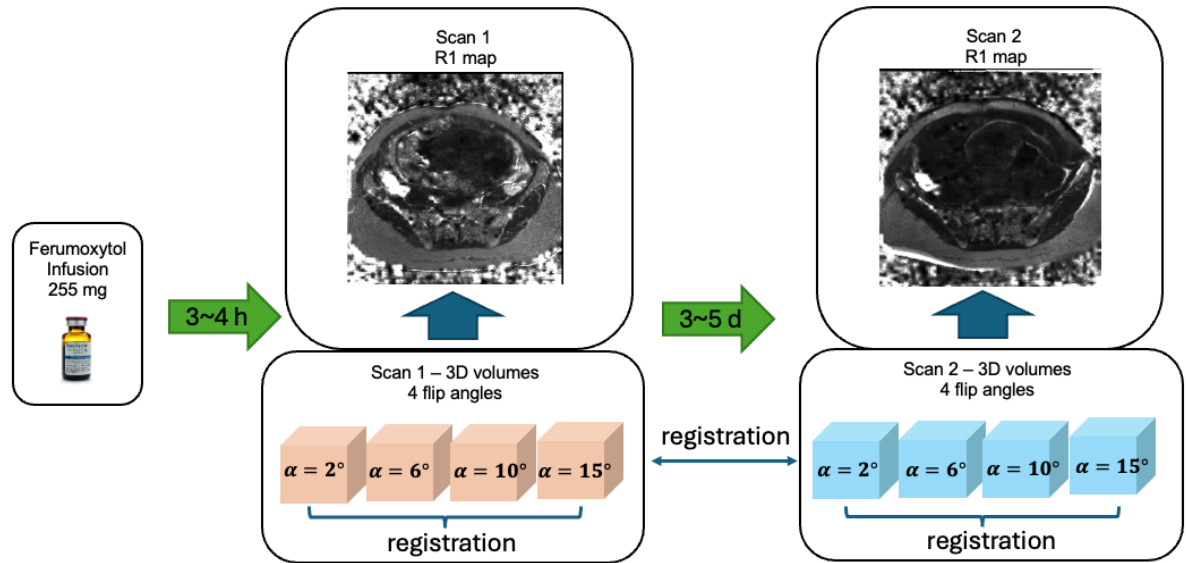 Ferumoxytol
Infusion
255 mg
3~4 h
Scan 1
R1 map
Scan 1 – 3D volumes
4 flip angles
α = 2°
α = 6°
α = 10°
α = 15°
registration
registration
3~5 d
Scan 2
R1 map
Scan 2 – 3D volumes
4 flip angles
α = 2°
α = 6°
α = 10°
α = 15°
registration